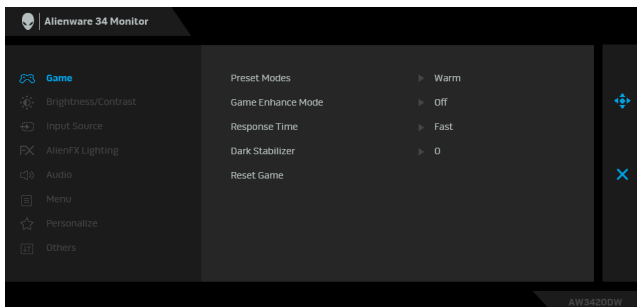 Alienware 34 Monitor
Game
Brightness/Contrast
Input Source
AlienFX Lighting
Audio
Menu
Personalize
Others
Preset Modes Warm
Game Enhance Mode Off
Response Time Fast
Dark Stabilizer 0
Reset Game
AW3420DW